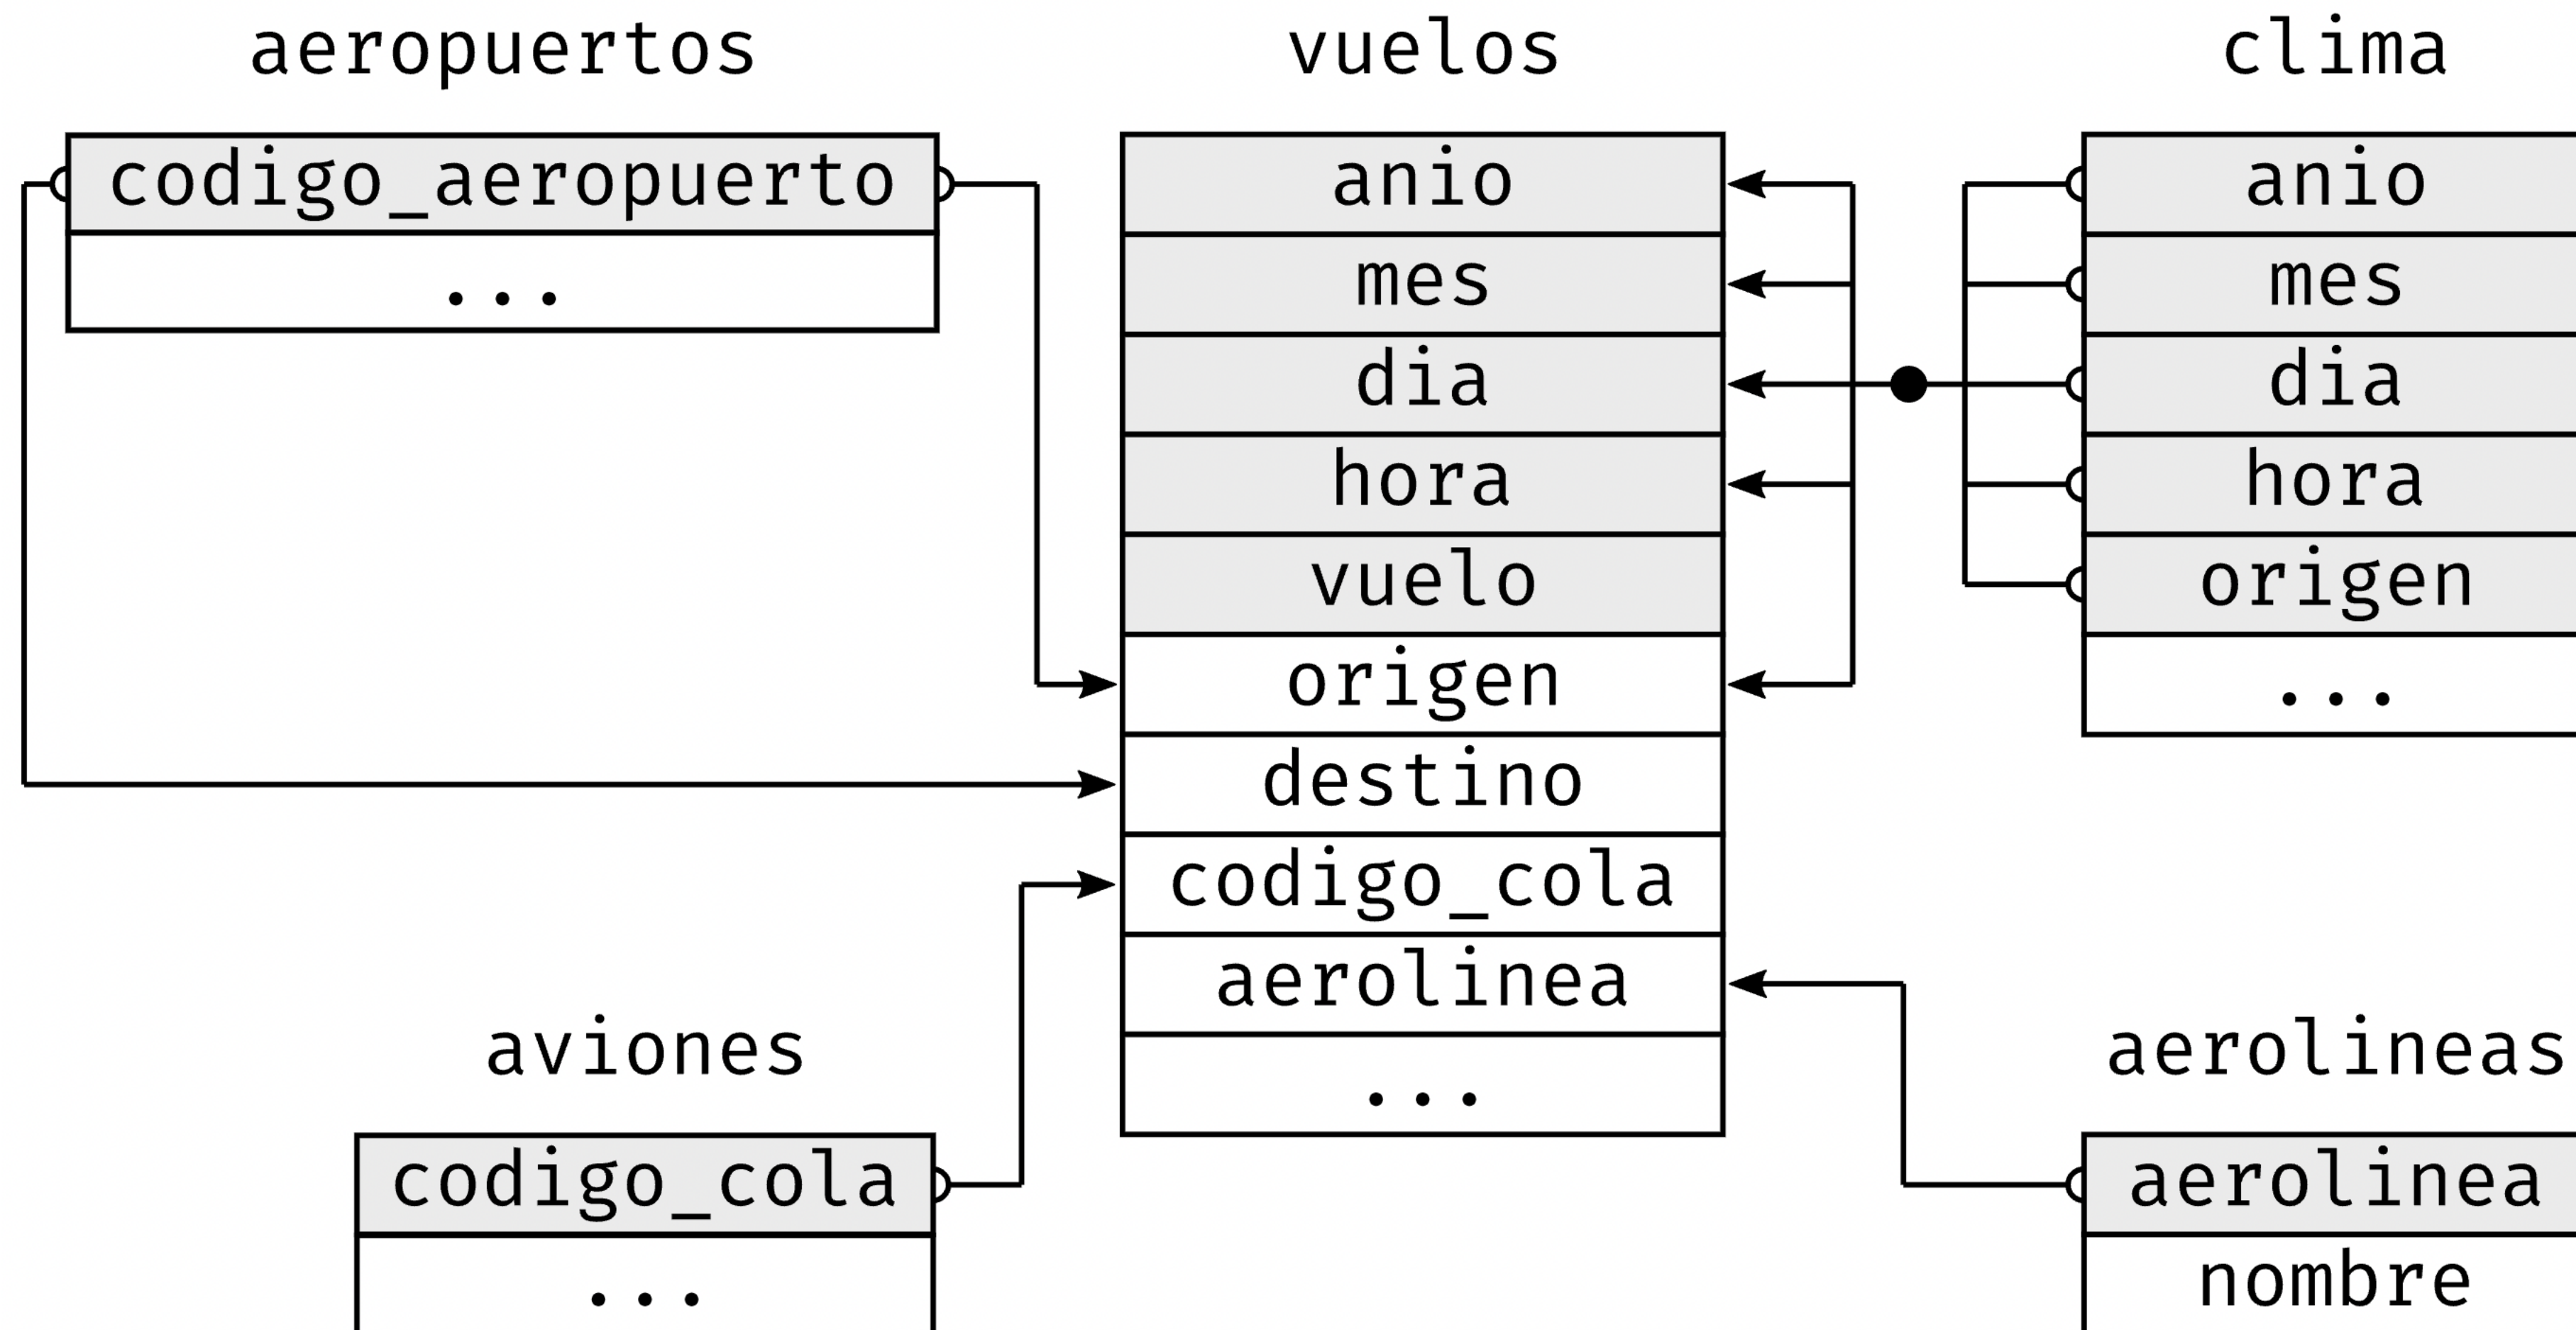 aeropuertos
codigo_aeropuerto
...
vuelos
anio
mes
dia
hora
vuelo
origen
destino
codigo_cola
aerolinea
...
clima
anio
mes
dia
hora
origen
...
aviones
codigo_cola
...
aerolineas
aerolinea
nombre